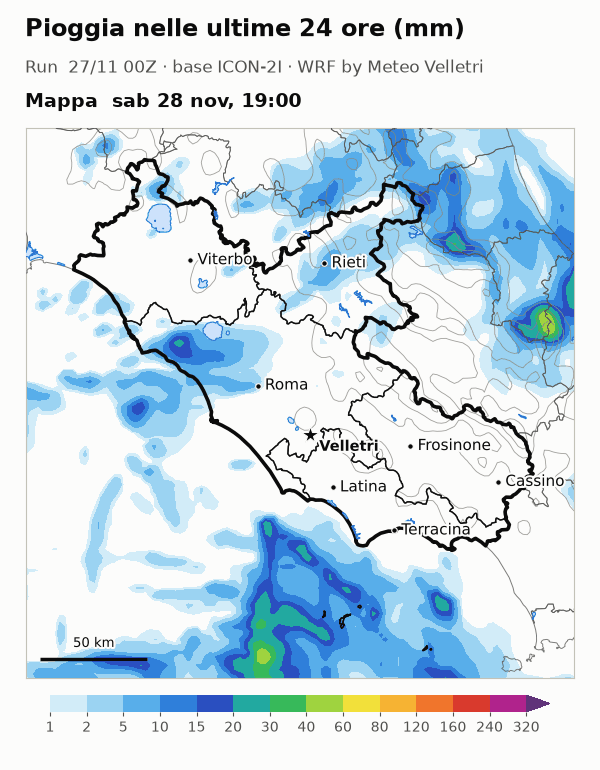 Pioggia nelle ultime 24 ore (mm)
Run  27/11 00Z · base ICON-2I · WRF by Meteo Velletri
Mappa  sab 28 nov, 19:00
Viterbo
Rieti
Roma
Velletri
Frosinone
Cassino
Latina
Terracina
50 km
1 2 5 10 15 20 30 40 60 80 120 160 240 320